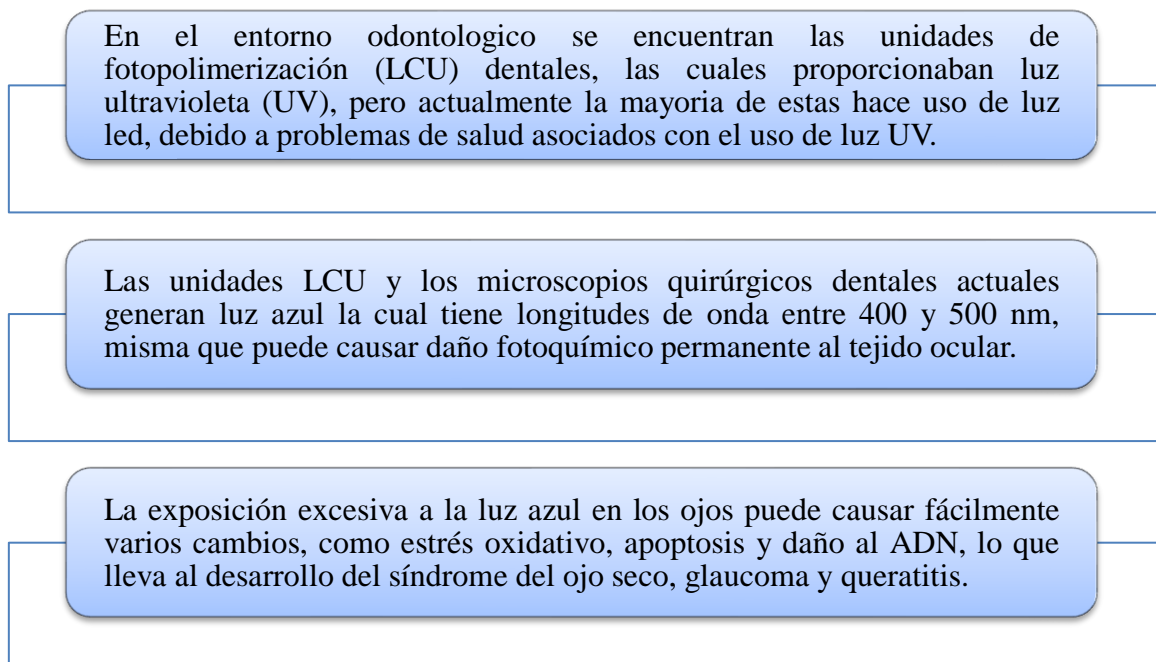 En el entorno odontologico se encuentran las unidades de
fotopolimerización (LCU) dentales, las cuales proporcionaban luz
ultravioleta (UV), pero actualmente la mayoria de estas hace uso de luz
led, debido a problemas de salud asociados con el uso de luz UV.
Las unidades LCU y los microscopios quirúrgicos dentales actuales
generan luz azul la cual tiene longitudes de onda entre 400 y 500 nm,
misma que puede causar daño fotoquímico permanente al tejido ocular.
La exposición excesiva a la luz azul en los ojos puede causar fácilmente
varios cambios, como estrés oxidativo, apoptosis y daño al ADN, lo que
lleva al desarrollo del síndrome del ojo seco, glaucoma y queratitis.